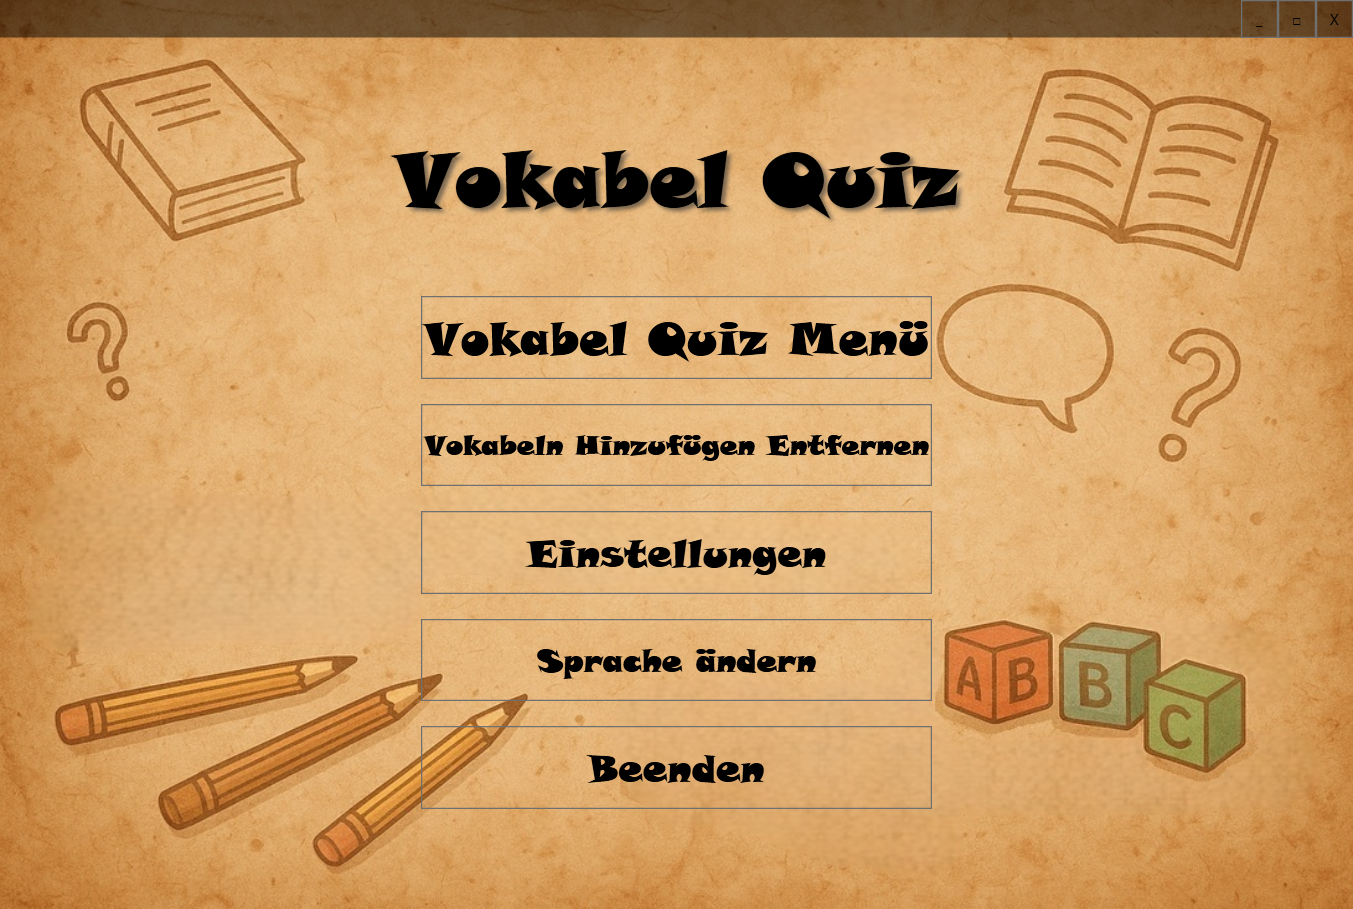 _ □ X
Vokabel Quiz
Vokabel Quiz Menü
Vokabeln Hinzufügen Entfernen
Einstellungen
Sprache ändern
Beenden
A B B C